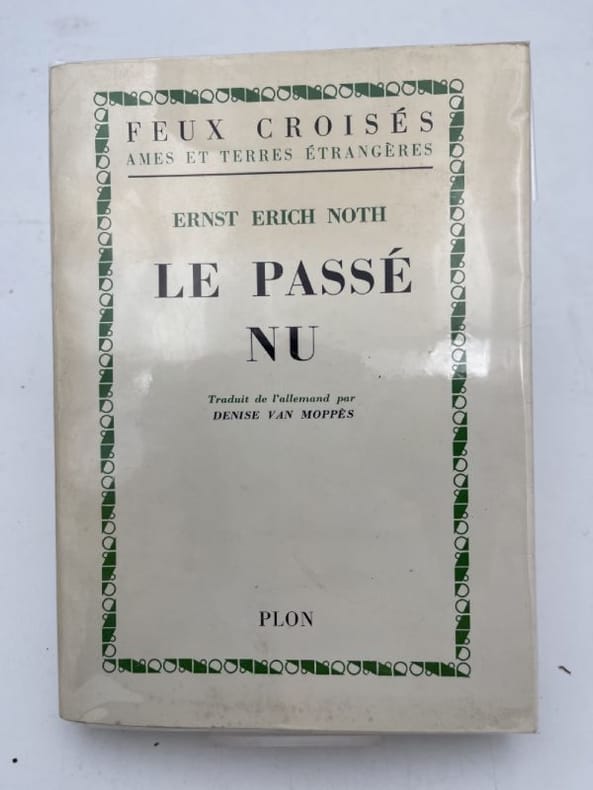 FEUX CROISÉS
AMES ET TERRES ÉTRANGÈRES
ERNST ERICH NOTH
LE PASSÉ
NU
Traduit de l'allemand par
DENISE VAN MOPPÈS
PLON